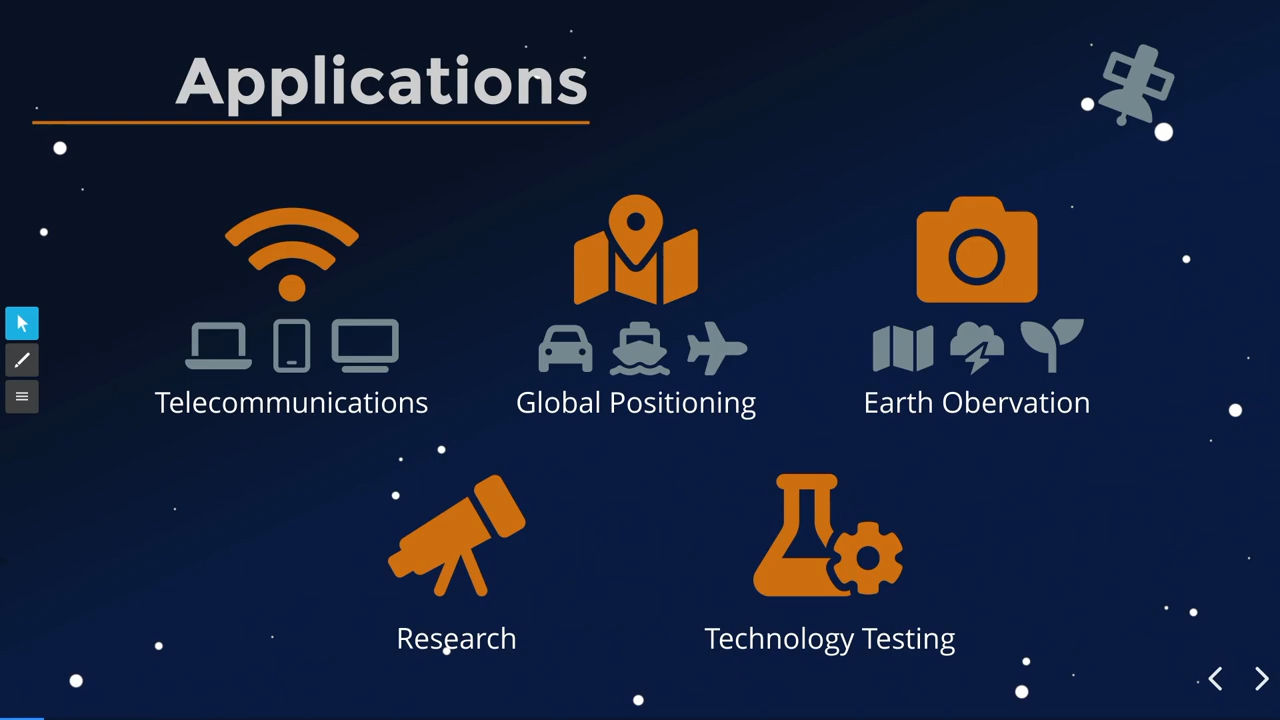 Applications
Telecommunications
Global Positioning
Earth Obervation
Research
Technology Testing